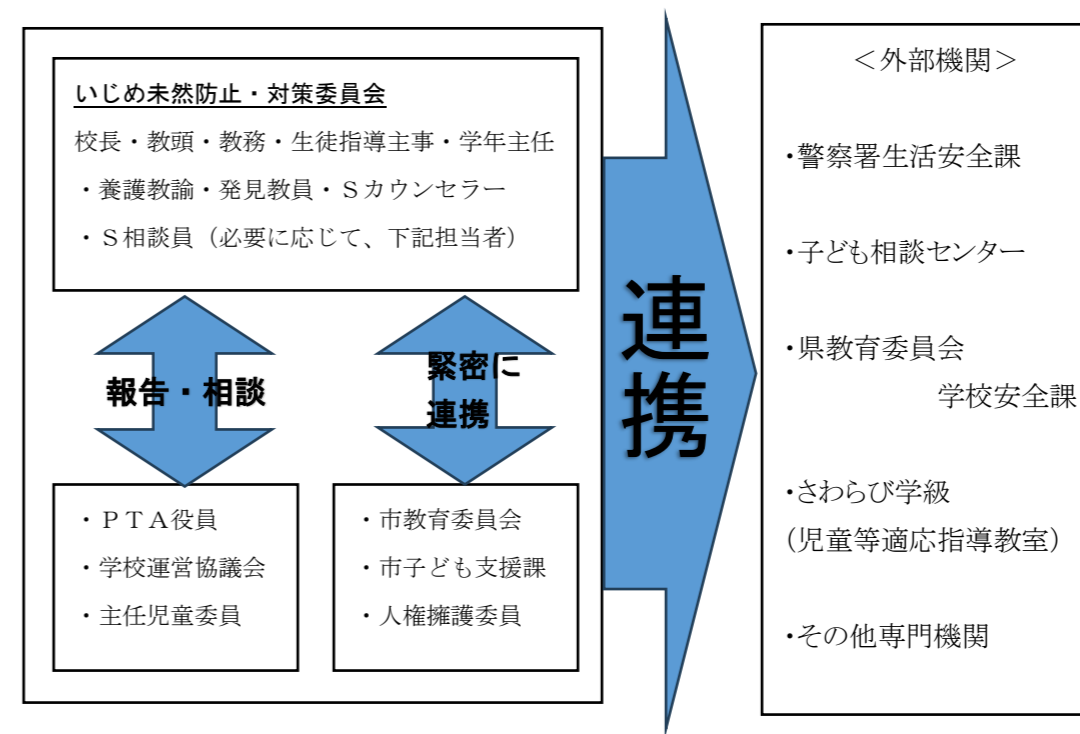 いじめ未然防止・対策委員会
校長・教頭・教務・生徒指導主事・学年主任
・養護教諭・発見教員・Ｓカウンセラー
・Ｓ相談員（必要に応じて、下記担当者）
報告・相談
緊密に
連携
・ＰＴＡ役員
・学校運営協議会
・主任児童委員
・市教育委員会
・市子ども支援課
・人権擁護委員
連携
＜外部機関＞
・警察署生活安全課
・子ども相談センター
・県教育委員会
学校安全課
・さわらび学級
（児童等適応指導教室）
・その他専門機関